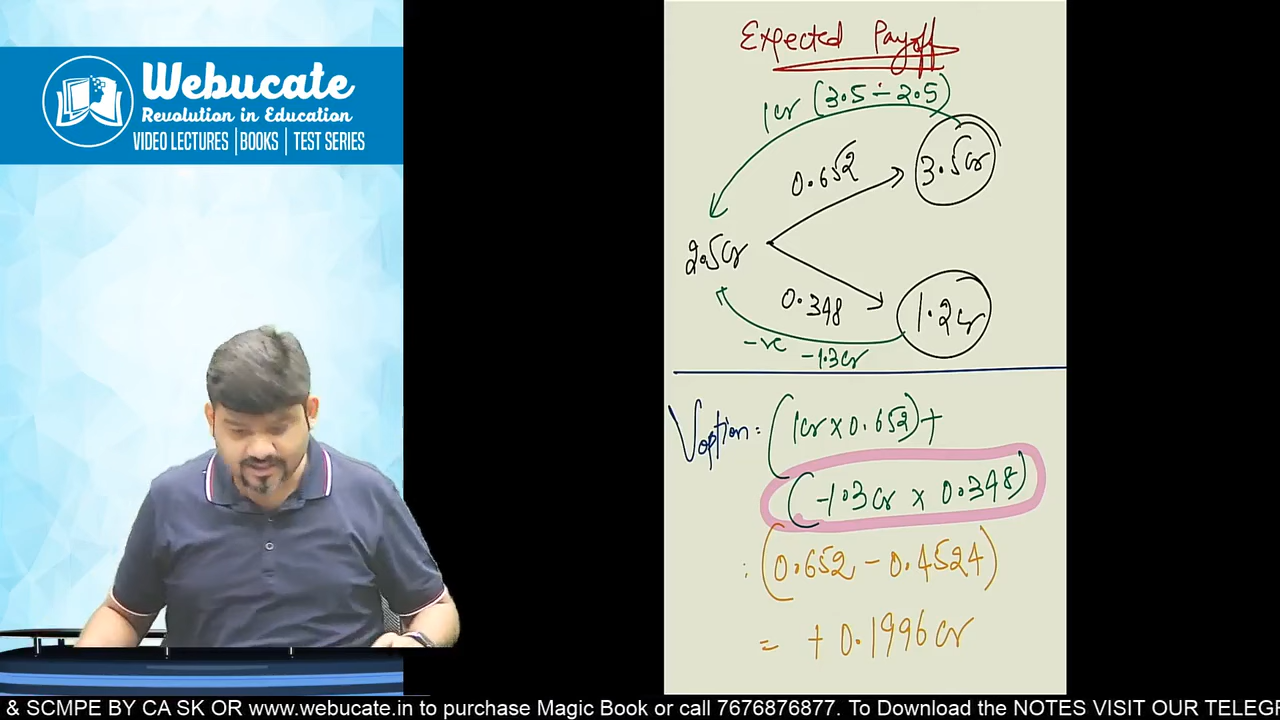 Webucate
Revolution in Education
VIDEO LECTURES | BOOKS | TEST SERIES
Expected Payoff
1cr (3.5 - 2.5)
0.652
3.5cr
2.5cr
0.348
1.2cr
-ve -1.3cr
Voption: (1cr x 0.652) +
(-1.3cr x 0.348)
: (0.652 - 0.4524)
= + 0.1996cr
& SCMPE BY CA SK OR www.webucate.in to purchase Magic Book or call 7676876877. To Download the NOTES VISIT OUR TELEG